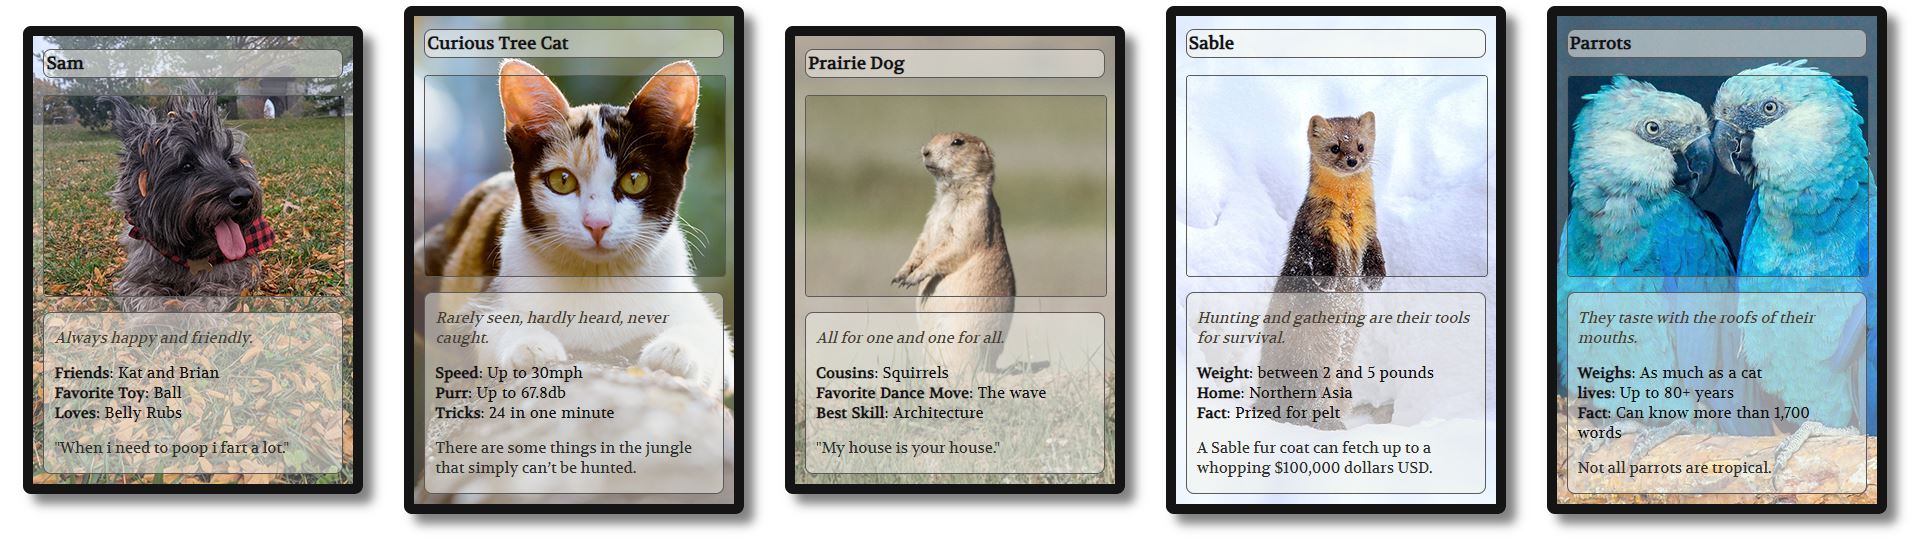 Sam
Always happy and friendly.
Friends: Kat and Brian
Favorite Toy: Ball
Loves: Belly Rubs
"When i need to poop i fart a lot."
Curious Tree Cat
Rarely seen, hardly heard, never
caught.
Speed: Up to 30mph
Purr: Up to 67.8db
Tricks: 24 in one minute
There are some things in the jungle
that simply can’t be hunted.
Prairie Dog
All for one and one for all.
Cousins: Squirrels
Favorite Dance Move: The wave
Best Skill: Architecture
"My house is your house."
Sable
Hunting and gathering are their tools
for survival.
Weight: between 2 and 5 pounds
Home: Northern Asia
Fact: Prized for pelt
A Sable fur coat can fetch up to a
whopping $100,000 dollars USD.
Parrots
They taste with the roofs of their
mouths.
Weighs: As much as a cat
lives: Up to 80+ years
Fact: Can know more than 1,700
words
Not all parrots are tropical.